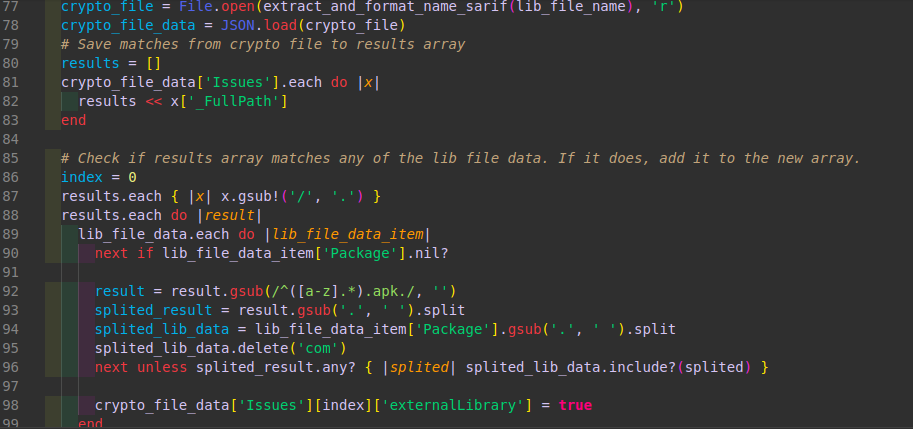 77 crypto_file = File.open(extract_and_format_name_sarif(lib_file_name), 'r')
78 crypto_file_data = JSON.load(crypto_file)
79 # Save matches from crypto file to results array
80 results = []
81 crypto_file_data['Issues'].each do |x|
82 results << x['_FullPath']
83 end
84
85 # Check if results array matches any of the lib file data. If it does, add it to the new array.
86 index = 0
87 results.each { |x| x.gsub!('/', '.') }
88 results.each do |result|
89 lib_file_data.each do |lib_file_data_item|
90 next if lib_file_data_item['Package'].nil?
91
92 result = result.gsub(/^([a-z].*).apk./, '')
93 splited_result = result.gsub('.', ' ').split
94 splited_lib_data = lib_file_data_item['Package'].gsub('.', ' ').split
95 splited_lib_data.delete('com')
96 next unless splited_result.any? { |splited| splited_lib_data.include?(splited) }
97
98 crypto_file_data['Issues'][index]['externalLibrary'] = true
99 end